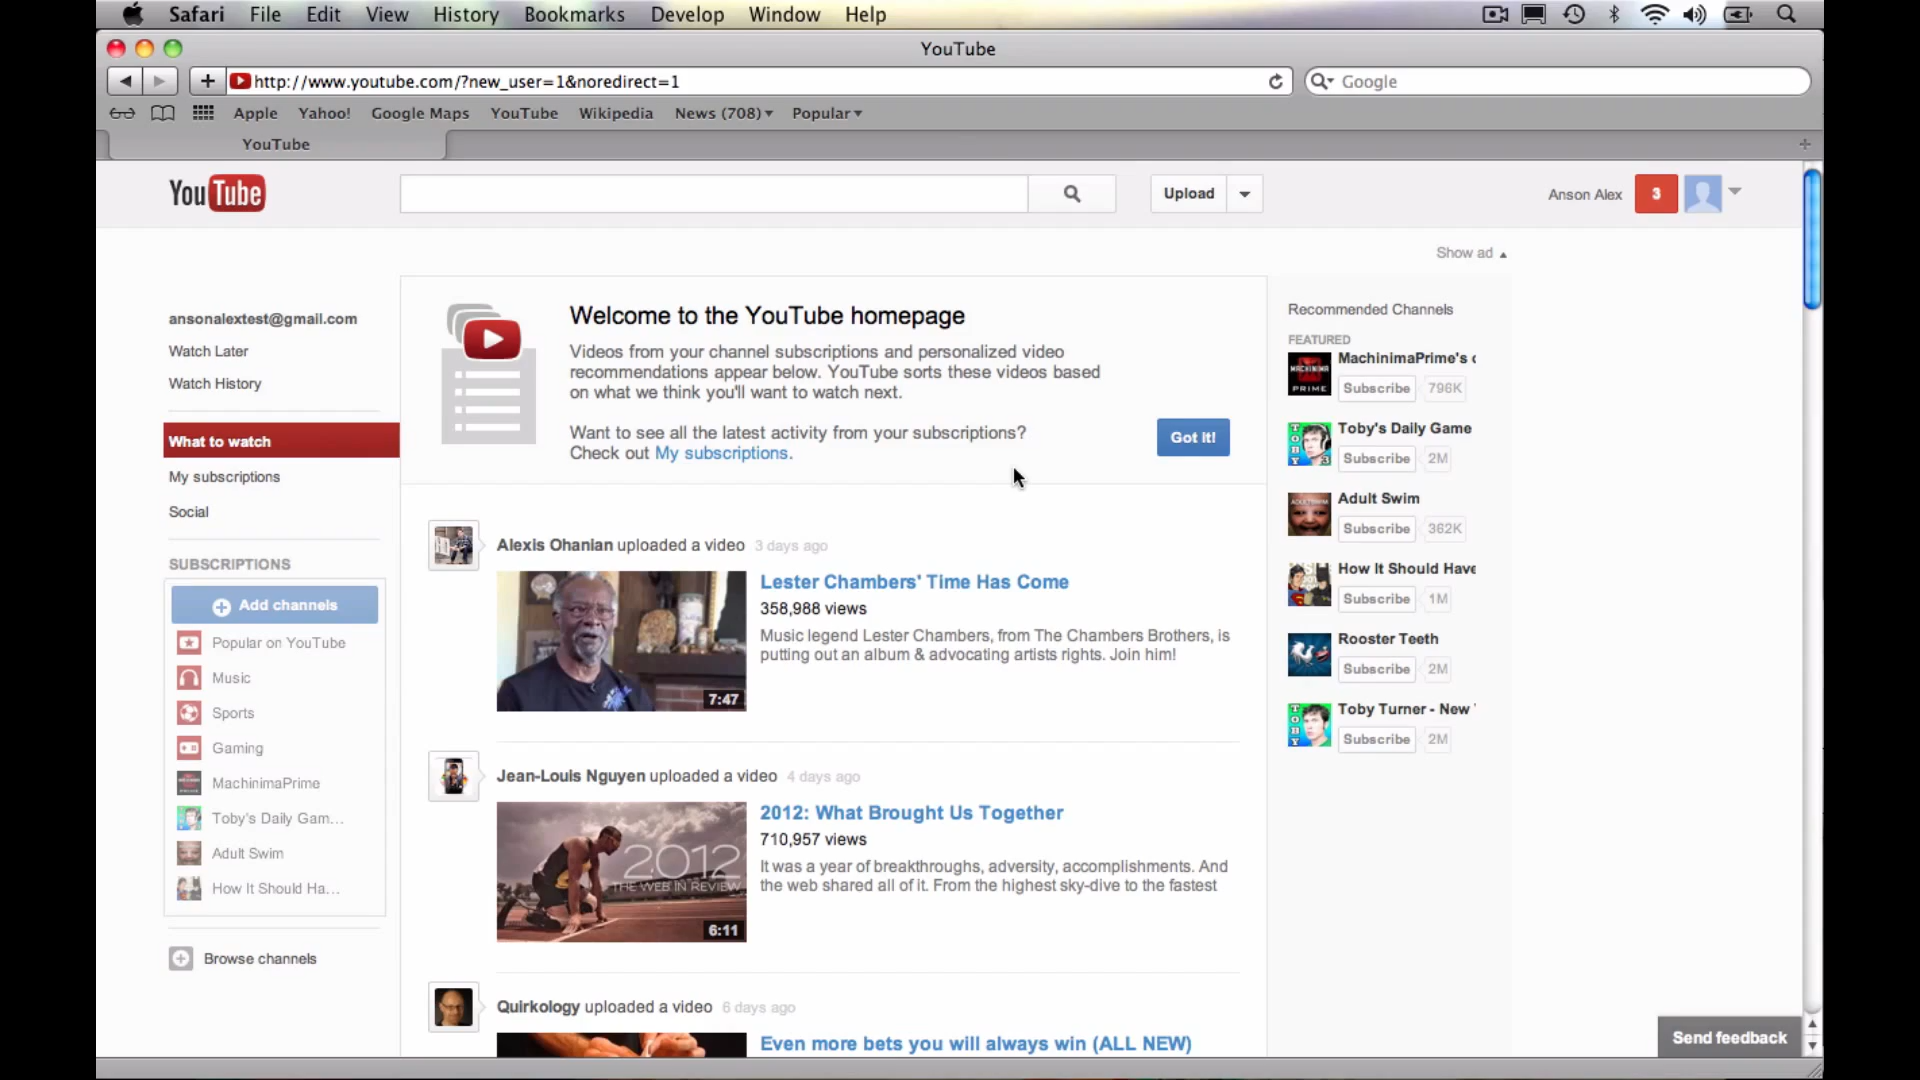 Safari File Edit View History Bookmarks Develop Window Help
YouTube
http://www.youtube.com/?new_user=1&noredirect=1
Google
Apple Yahoo! Google Maps YouTube Wikipedia News (708) Popular
YouTube
YouTube
Upload
Anson Alex
3
Show ad
ansonalextest@gmail.com
Watch Later
Watch History
What to watch
My subscriptions
Social
SUBSCRIPTIONS
Add channels
Popular on YouTube
Music
Sports
Gaming
MachinimaPrime
Toby's Daily Gam...
Adult Swim
How It Should Ha...
Browse channels
Welcome to the YouTube homepage
Videos from your channel subscriptions and personalized video
recommendations appear below. YouTube sorts these videos based
on what we think you'll want to watch next.
Want to see all the latest activity from your subscriptions?
Check out My subscriptions.
Got it!
Alexis Ohanian uploaded a video 3 days ago
7:47
Lester Chambers' Time Has Come
358,988 views
Music legend Lester Chambers, from The Chambers Brothers, is
putting out an album & advocating artists rights. Join him!
Jean-Louis Nguyen uploaded a video 4 days ago
2012
THE WEB IN REVIEW
6:11
2012: What Brought Us Together
710,957 views
It was a year of breakthroughs, adversity, accomplishments. And
the web shared all of it. From the highest sky-dive to the fastest
Quirkology uploaded a video 6 days ago
Even more bets you will always win (ALL NEW)
Recommended Channels
FEATURED
MACHINIMA
PRIME
MachinimaPrime's
Subscribe 796K
TOBY
3
Toby's Daily Game
Subscribe 2M
Adult Swim
Subscribe 362K
How It Should Have
Subscribe 1M
Rooster Teeth
Subscribe 2M
TOBY
Toby Turner - New
Subscribe 2M
Send feedback